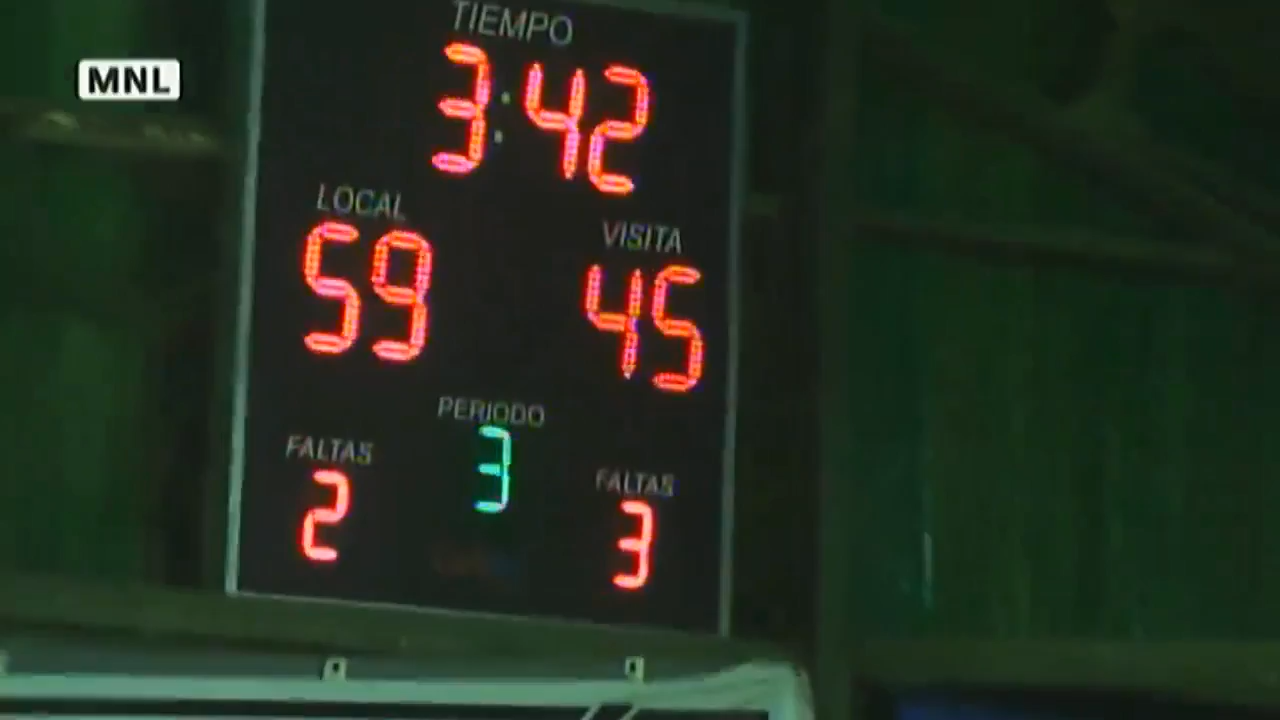 MNL
TIEMPO
3:42
LOCAL
VISITA
59
45
PERIODO
3
FALTAS
FALTAS
2
3